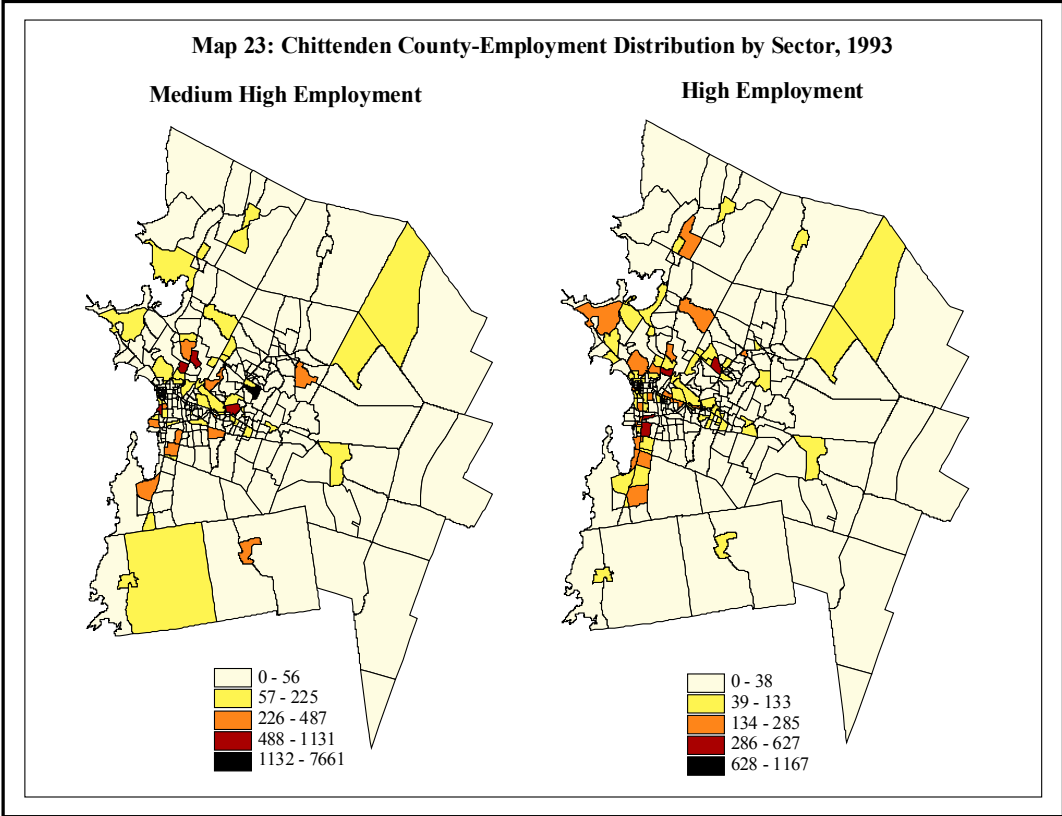 Map 23: Chittenden County-Employment Distribution by Sector, 1993
Medium High Employment
High Employment
0 - 56
57 - 225
226 - 487
488 - 1131
1132 - 7661
0 - 38
39 - 133
134 - 285
286 - 627
628 - 1167